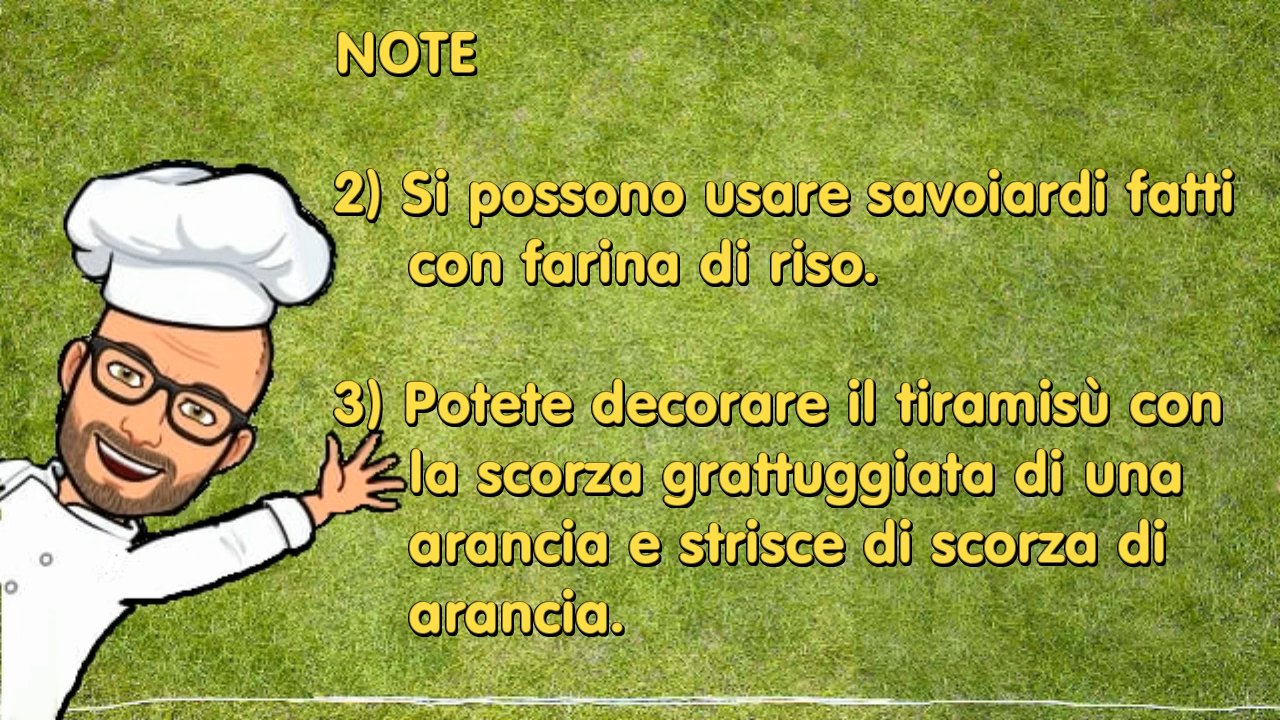 NOTE
2) Si possono usare savoiardi fatti
con farina di riso.
3) Potete decorare il tiramisù con
la scorza grattuggiata di una
arancia e strisce di scorza di
arancia.